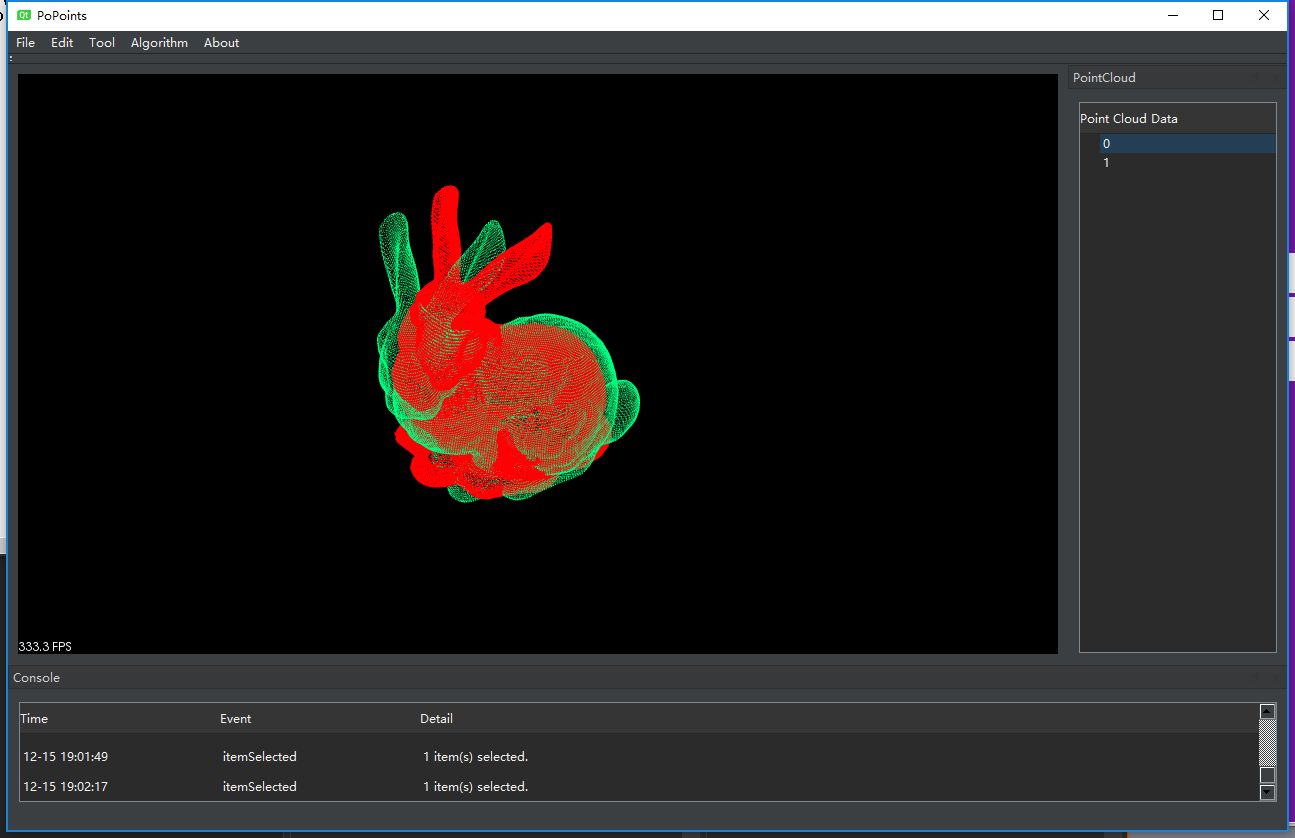 Qt PoPoints
File Edit Tool Algorithm About
PointCloud
Point Cloud Data
0
1
333.3 FPS
Console
Time Event Detail
12-15 19:01:49 itemSelected 1 item(s) selected.
12-15 19:02:17 itemSelected 1 item(s) selected.